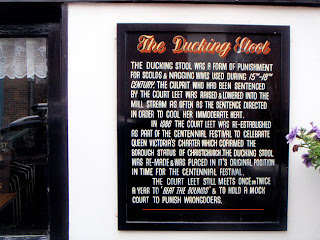 The Ducking Stool
THE DUCKING STOOL WAS A FORM OF PUNISHMENT
FOR SCOLDS & NAGGING WIVES USED DURING 15TH-18TH
CENTURY. THE CULPRIT WHO HAD BEEN SENTENCED
BY THE COURT LEET WAS RAISED & LOWERED INTO THE
MILL STREAM AS OFTEN AS THE SENTENCE DIRECTED
IN ORDER TO COOL HER IMMODERATE HEAT.
IN 1986 THE COURT LEET WAS RE-ESTABLISHED
AS PART OF THE CENTENNIAL FESTIVAL TO CELEBRATE
QUEEN VICTORIA'S CHARTER WHICH CONFIRMED THE
BOROUGH STATUS OF CHRISTCHURCH. THE DUCKING STOOL
WAS RE-MADE & WAS PLACED IN IT'S ORIGINAL POSITION
IN TIME FOR THE CENTENNIAL FESTIVAL.
THE COURT LEET STILL MEETS ONCE OR TWICE
A YEAR TO 'BEAT THE BOUNDS' & TO HOLD A MOCK
COURT TO PUNISH WRONGDOERS.